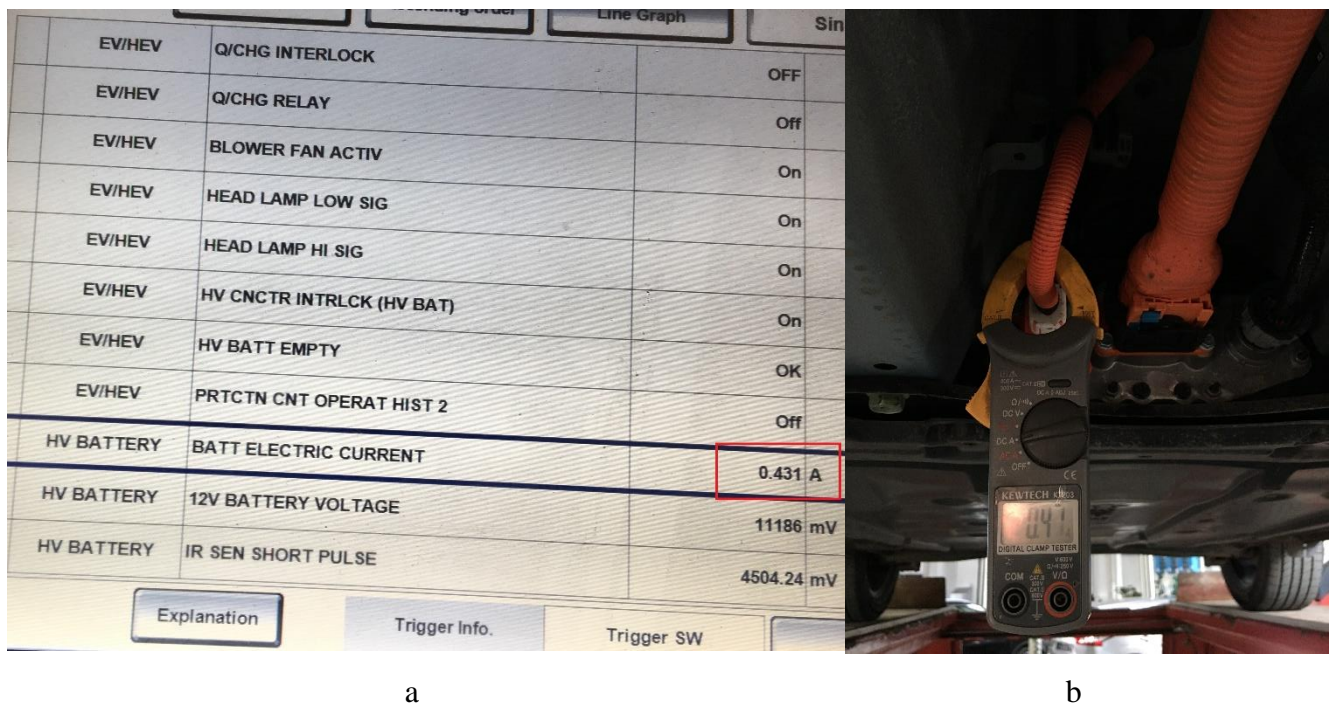 Line Graph
Sin
EV/HEV Q/CHG INTERLOCK OFF
EV/HEV Q/CHG RELAY Off
EV/HEV BLOWER FAN ACTIV On
EV/HEV HEAD LAMP LOW SIG On
EV/HEV HEAD LAMP HI SIG On
EV/HEV HV CNCTR INTRLCK (HV BAT) On
EV/HEV HV BATT EMPTY OK
EV/HEV PRTCTN CNT OPERAT HIST 2 Off
HV BATTERY BATT ELECTRIC CURRENT 0.431 A
HV BATTERY 12V BATTERY VOLTAGE 11186 mV
HV BATTERY IR SEN SHORT PULSE 4504.24 mV
Explanation
Trigger Info.
Trigger SW
DC V
DC A
OFF
CE
KEWTECH
0.41
DIGITAL CLAMP TESTER
COM
V/Ω
a
b